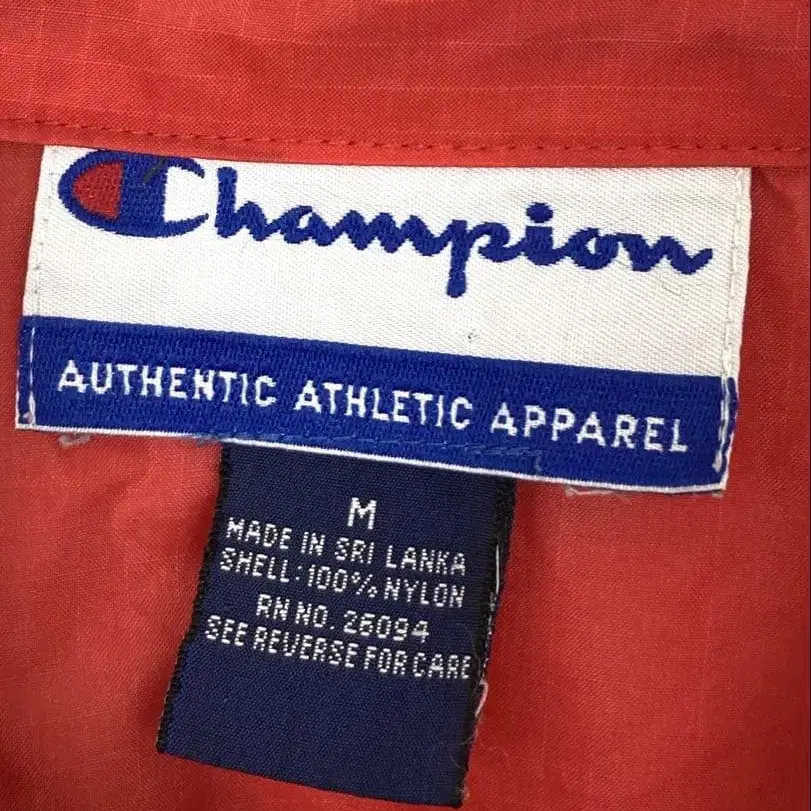 Champion
AUTHENTIC ATHLETIC APPAREL
M
MADE IN SRI LANKA
SHELL: 100% NYLON
RN NO. 26094
SEE REVERSE FOR CARE